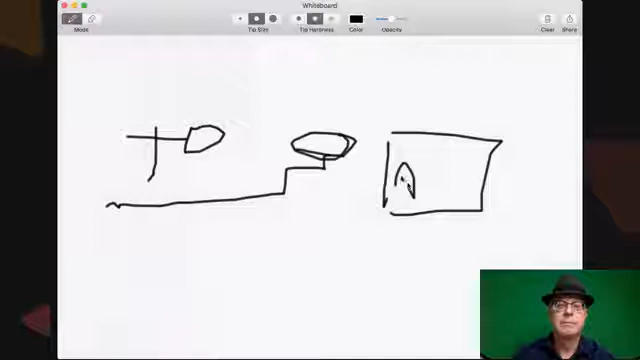 Whiteboard
Mode
Tip Size
Tip Hardness
Color
Opacity
Clear
Share